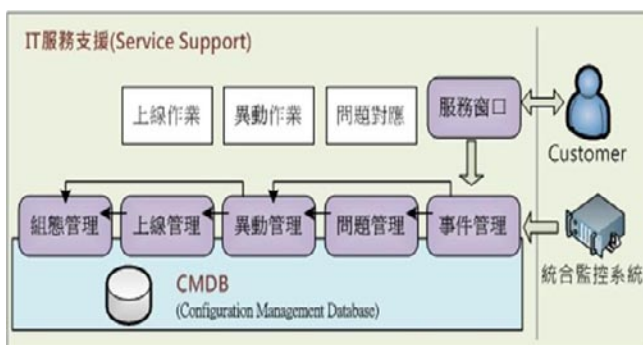 IT服務支援(Service Support)
上線作業
異動作業
問題對應
服務窗口
Customer
組態管理
上線管理
異動管理
問題管理
事件管理
統合監控系統
CMDB
(Configuration Management Database)